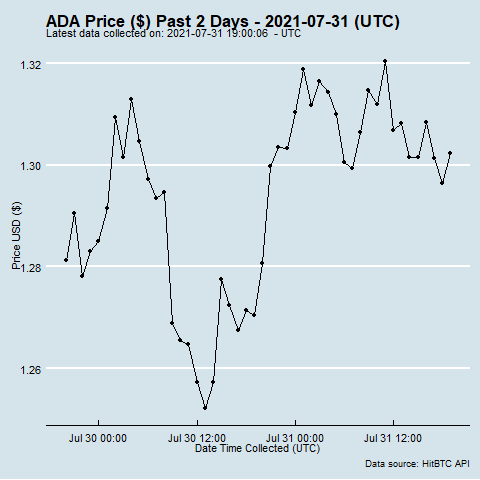 ADA Price ($) Past 2 Days - 2021-07-31 (UTC)
Latest data collected on: 2021-07-31 19:00:06  - UTC
1.32
1.30
1.28
1.26
Price USD ($)
Jul 30 00:00 Jul 30 12:00 Jul 31 00:00 Jul 31 12:00
Date Time Collected (UTC)
Data source: HitBTC API